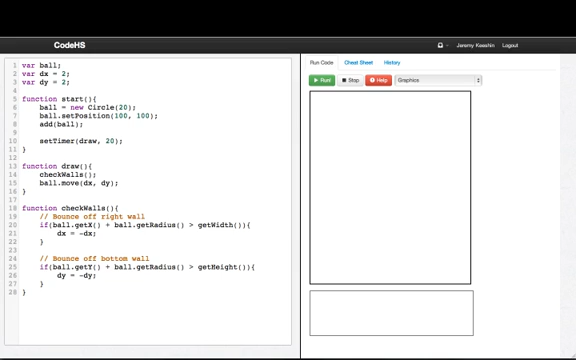 CodeHS
Jeremy Keeshin
Logout
1 var ball;
2 var dx = 2;
3 var dy = 2;
4
5 function start(){
6 ball = new Circle(20);
7 ball.setPosition(100, 100);
8 add(ball);
9
10 setTimer(draw, 20);
11 }
12
13 function draw(){
14 checkWalls();
15 ball.move(dx, dy);
16 }
17
18 function checkWalls(){
19 // Bounce off right wall
20 if(ball.getX() + ball.getRadius() > getWidth()){
21 dx = -dx;
22 }
23
24 // Bounce off bottom wall
25 if(ball.getY() + ball.getRadius() > getHeight()){
26 dy = -dy;
27 }
28 }
Run Code
Cheat Sheet
History
Run!
Stop
Help
Graphics